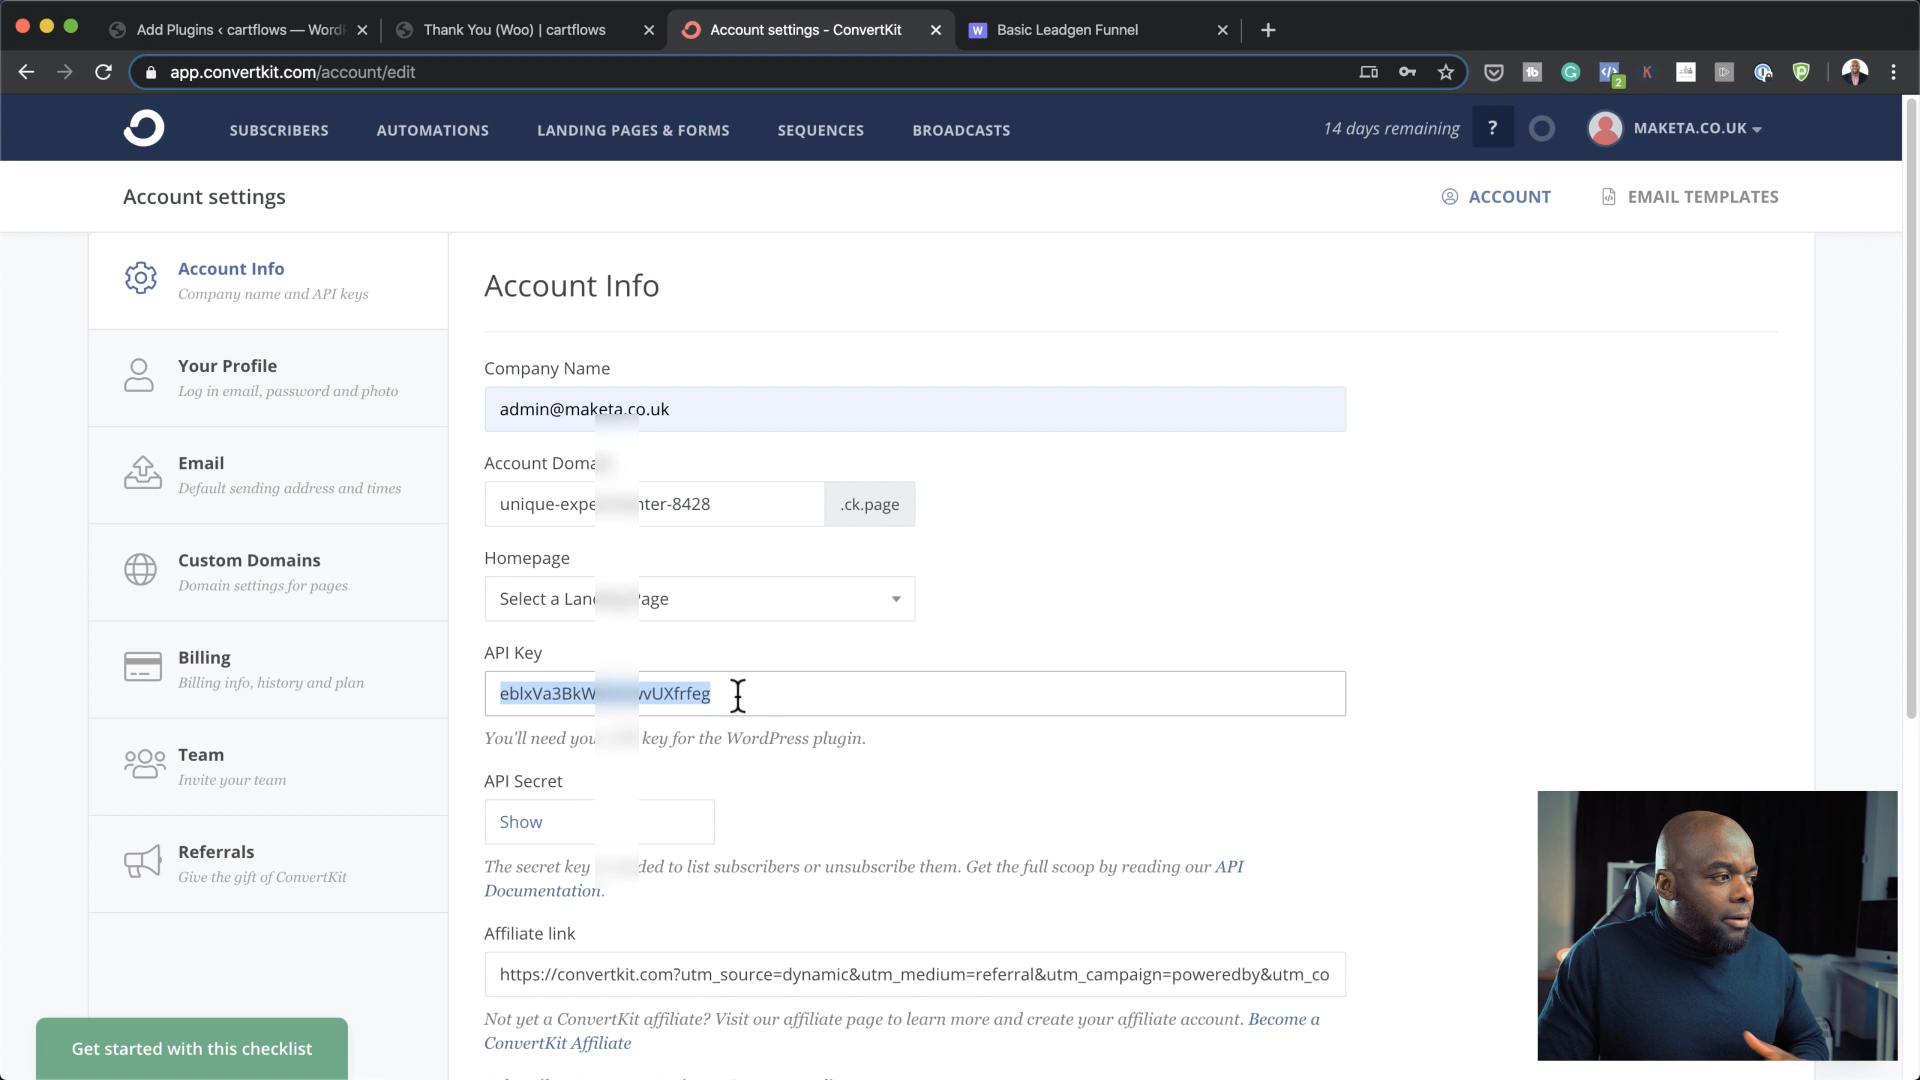 Add Plugins ‹ cartflows — Word
Thank You (Woo) | cartflows
Account settings - ConvertKit
W Basic Leadgen Funnel
app.convertkit.com/account/edit
2
SUBSCRIBERS
AUTOMATIONS
LANDING PAGES & FORMS
SEQUENCES
BROADCASTS
14 days remaining
?
MAKETA.CO.UK
Account settings
ACCOUNT
EMAIL TEMPLATES
Account Info
Company name and API keys
Your Profile
Log in email, password and photo
Email
Default sending address and times
Custom Domains
Domain settings for pages
Billing
Billing info, history and plan
Team
Invite your team
Referrals
Give the gift of ConvertKit
Get started with this checklist
Account Info
Company Name
admin@maketa.co.uk
Account
unique-expe nter-8428
.ck.page
Homepage
Select a Page
API Key
You'll need key for the WordPress plugin.
API Secret
Show
The secret key to list subscribers or unsubscribe them. Get the full scoop by reading our API
Documentation.
Affiliate link
https://convertkit.com?utm_source=dynamic&utm_medium=referral&utm_campaign=poweredby&utm_co
Not yet a ConvertKit affiliate? Visit our affiliate page to learn more and create your affiliate account. Become a
ConvertKit Affiliate